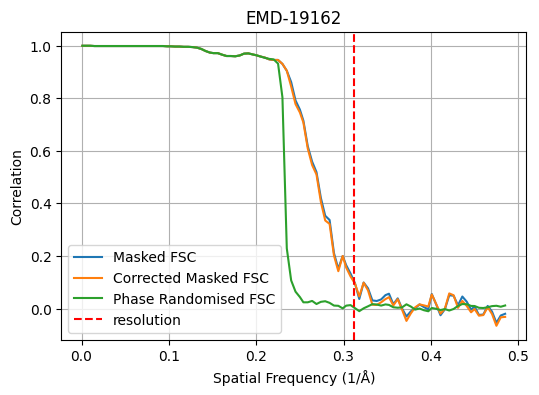 EMD-19162
1.0
0.8
0.6
0.4
0.2
0.0
Correlation
Masked FSC
Corrected Masked FSC
Phase Randomised FSC
resolution
0.0
0.1
0.2
0.3
0.4
0.5
Spatial Frequency (1/Å)